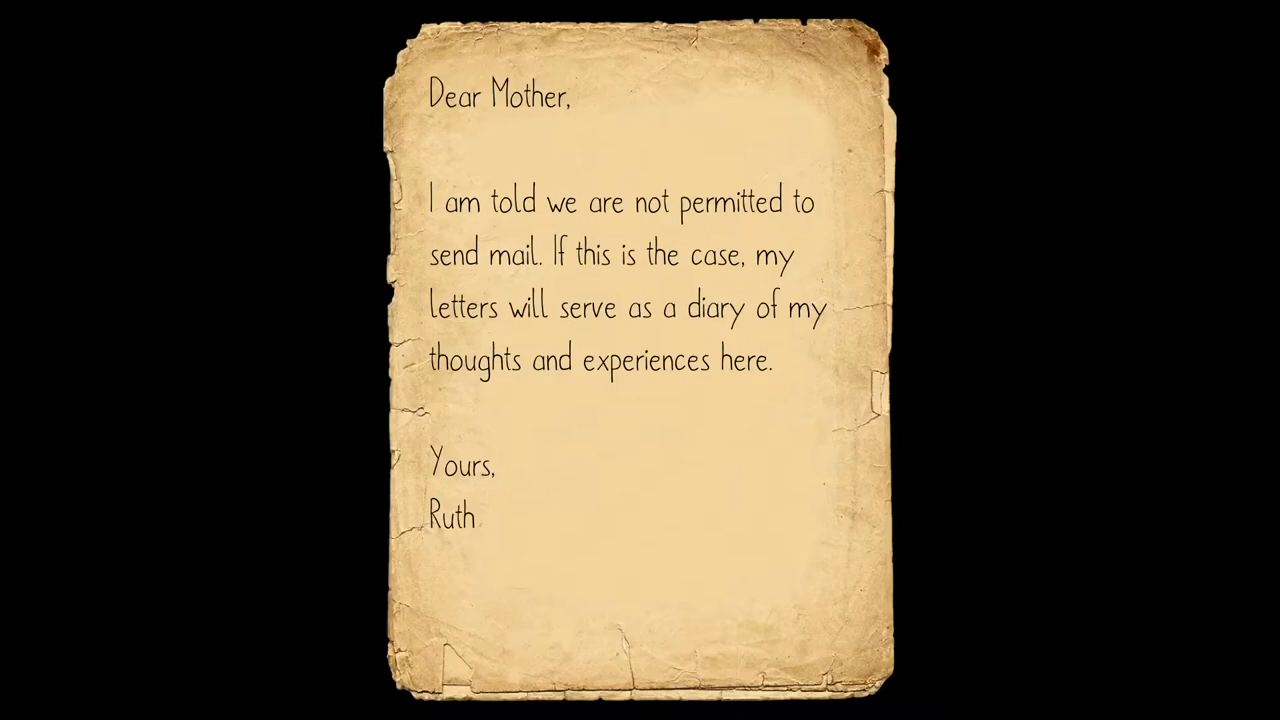 Dear Mother,
I am told we are not permitted to
send mail. If this is the case, my
letters will serve as a diary of my
thoughts and experiences here.
Yours,
Ruth